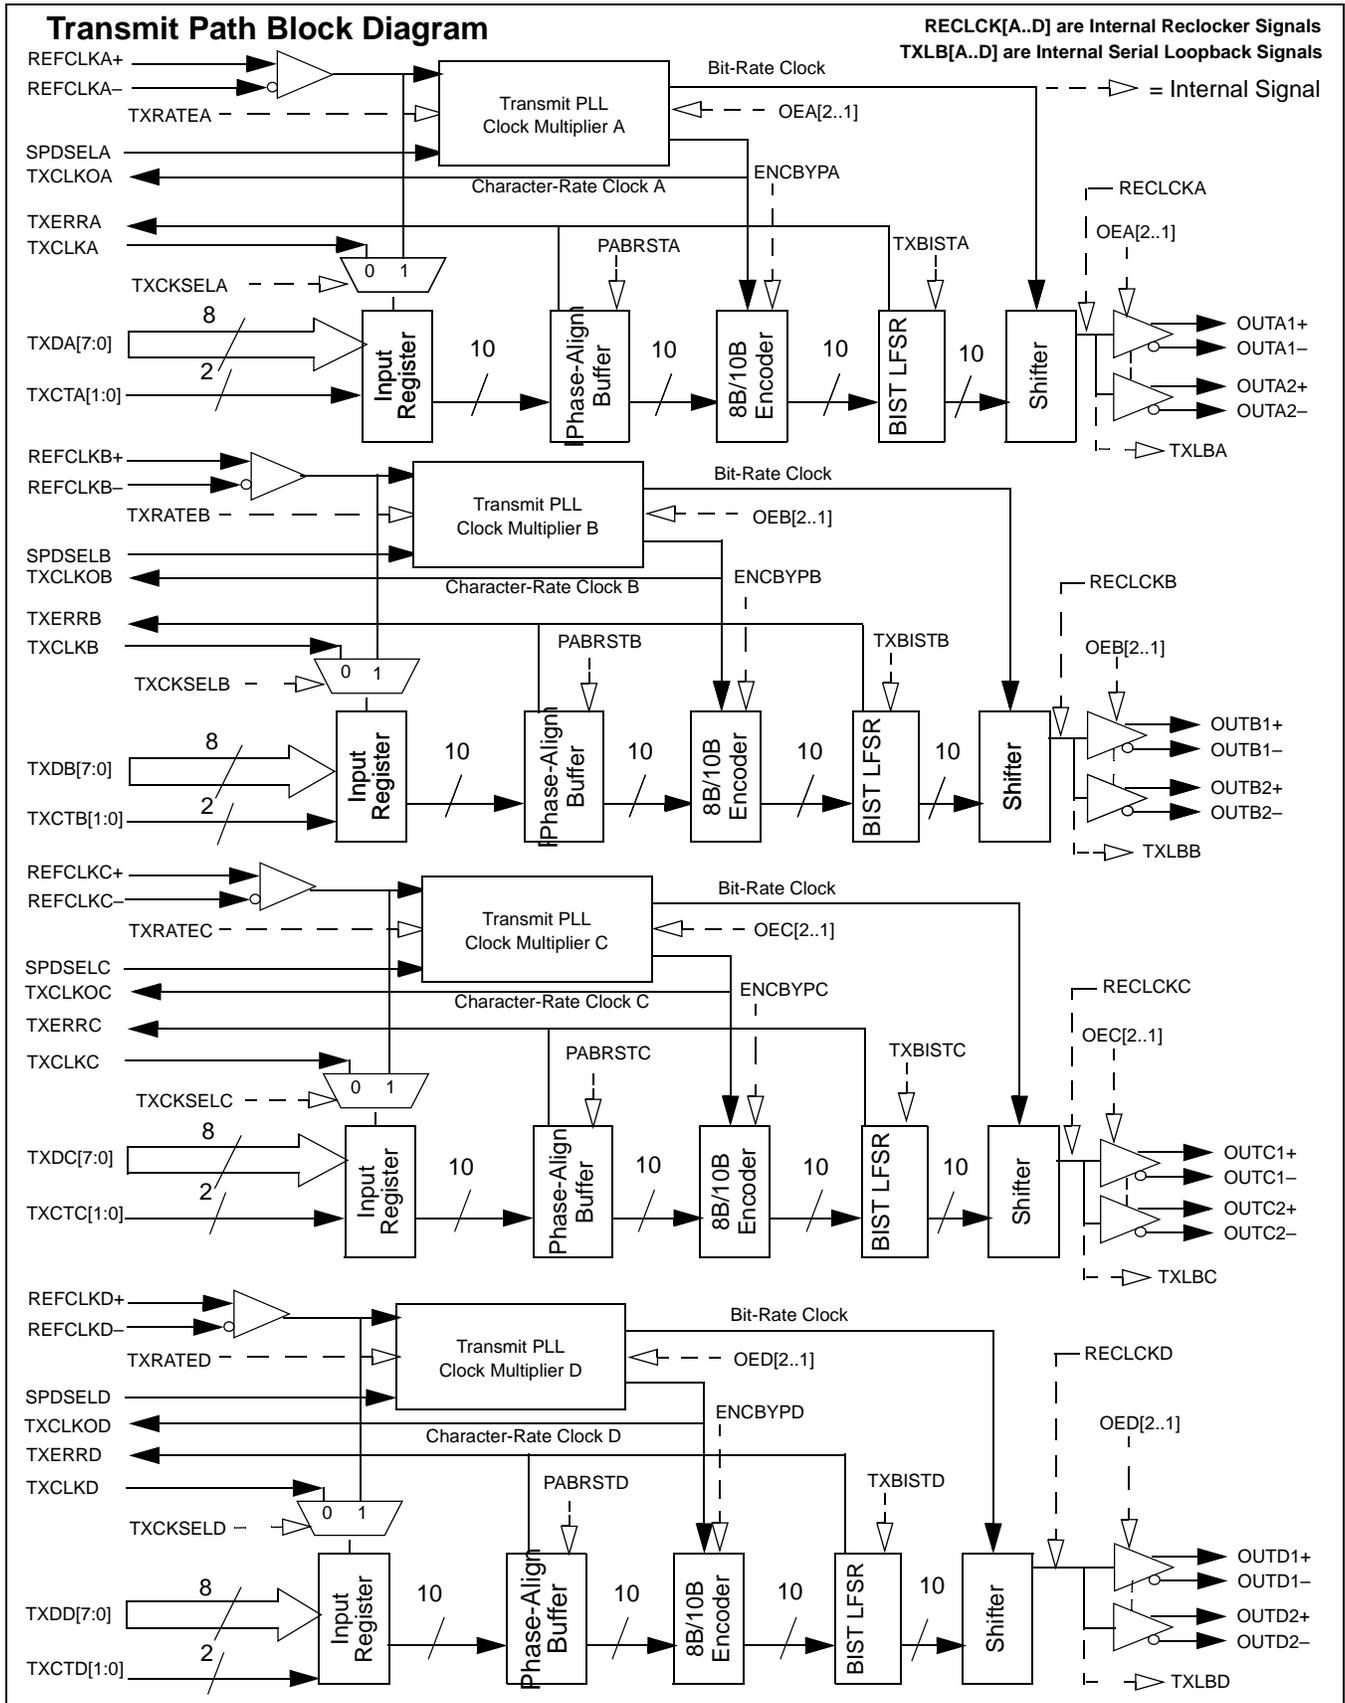 Transmit Path Block Diagram
RECLCK[A..D] are Internal Reclocker Signals
TXLB[A..D] are Internal Serial Loopback Signals
= Internal Signal
REFCLKA+
REFCLKA–
TXRATEA
SPDSELA
TXCLKOA
TXERRA
TXCLKA
TXCKSELA
TXDA[7:0]
TXCTA[1:0]
8
2
0 1
Transmit PLL
Clock Multiplier A
Bit-Rate Clock
OEA[2..1]
Character-Rate Clock A
ENCBYPA
PABRSTA
TXBISTA
RECLCKA
OEA[2..1]
Input
Register
10
Phase-Align
Buffer
10
8B/10B
Encoder
10
BIST LFSR
10
Shifter
OUTA1+
OUTA1–
OUTA2+
OUTA2–
TXLBA
REFCLKB+
REFCLKB–
TXRATEB
SPDSELB
TXCLKOB
TXERRB
TXCLKB
TXCKSELB
TXDB[7:0]
TXCTB[1:0]
8
2
0 1
Transmit PLL
Clock Multiplier B
Bit-Rate Clock
OEB[2..1]
Character-Rate Clock B
ENCBYPB
PABRSTB
TXBISTB
RECLCKB
OEB[2..1]
Input
Register
10
Phase-Align
Buffer
10
8B/10B
Encoder
10
BIST LFSR
10
Shifter
OUTB1+
OUTB1–
OUTB2+
OUTB2–
TXLBB
REFCLKC+
REFCLKC–
TXRATEC
SPDSELC
TXCLKOC
TXERRC
TXCLKC
TXCKSELC
TXDC[7:0]
TXCTC[1:0]
8
2
0 1
Transmit PLL
Clock Multiplier C
Bit-Rate Clock
OEC[2..1]
Character-Rate Clock C
ENCBYPC
PABRSTC
TXBISTC
RECLCKC
OEC[2..1]
Input
Register
10
Phase-Align
Buffer
10
8B/10B
Encoder
10
BIST LFSR
10
Shifter
OUTC1+
OUTC1–
OUTC2+
OUTC2–
TXLBC
REFCLKD+
REFCLKD–
TXRATED
SPDSELD
TXCLKOD
TXERRD
TXCLKD
TXCKSELD
TXDD[7:0]
TXCTD[1:0]
8
2
0 1
Transmit PLL
Clock Multiplier D
Bit-Rate Clock
OED[2..1]
Character-Rate Clock D
ENCBYPD
PABRSTD
TXBISTD
RECLCKD
OED[2..1]
Input
Register
10
Phase-Align
Buffer
10
8B/10B
Encoder
10
BIST LFSR
10
Shifter
OUTD1+
OUTD1–
OUTD2+
OUTD2–
TXLBD